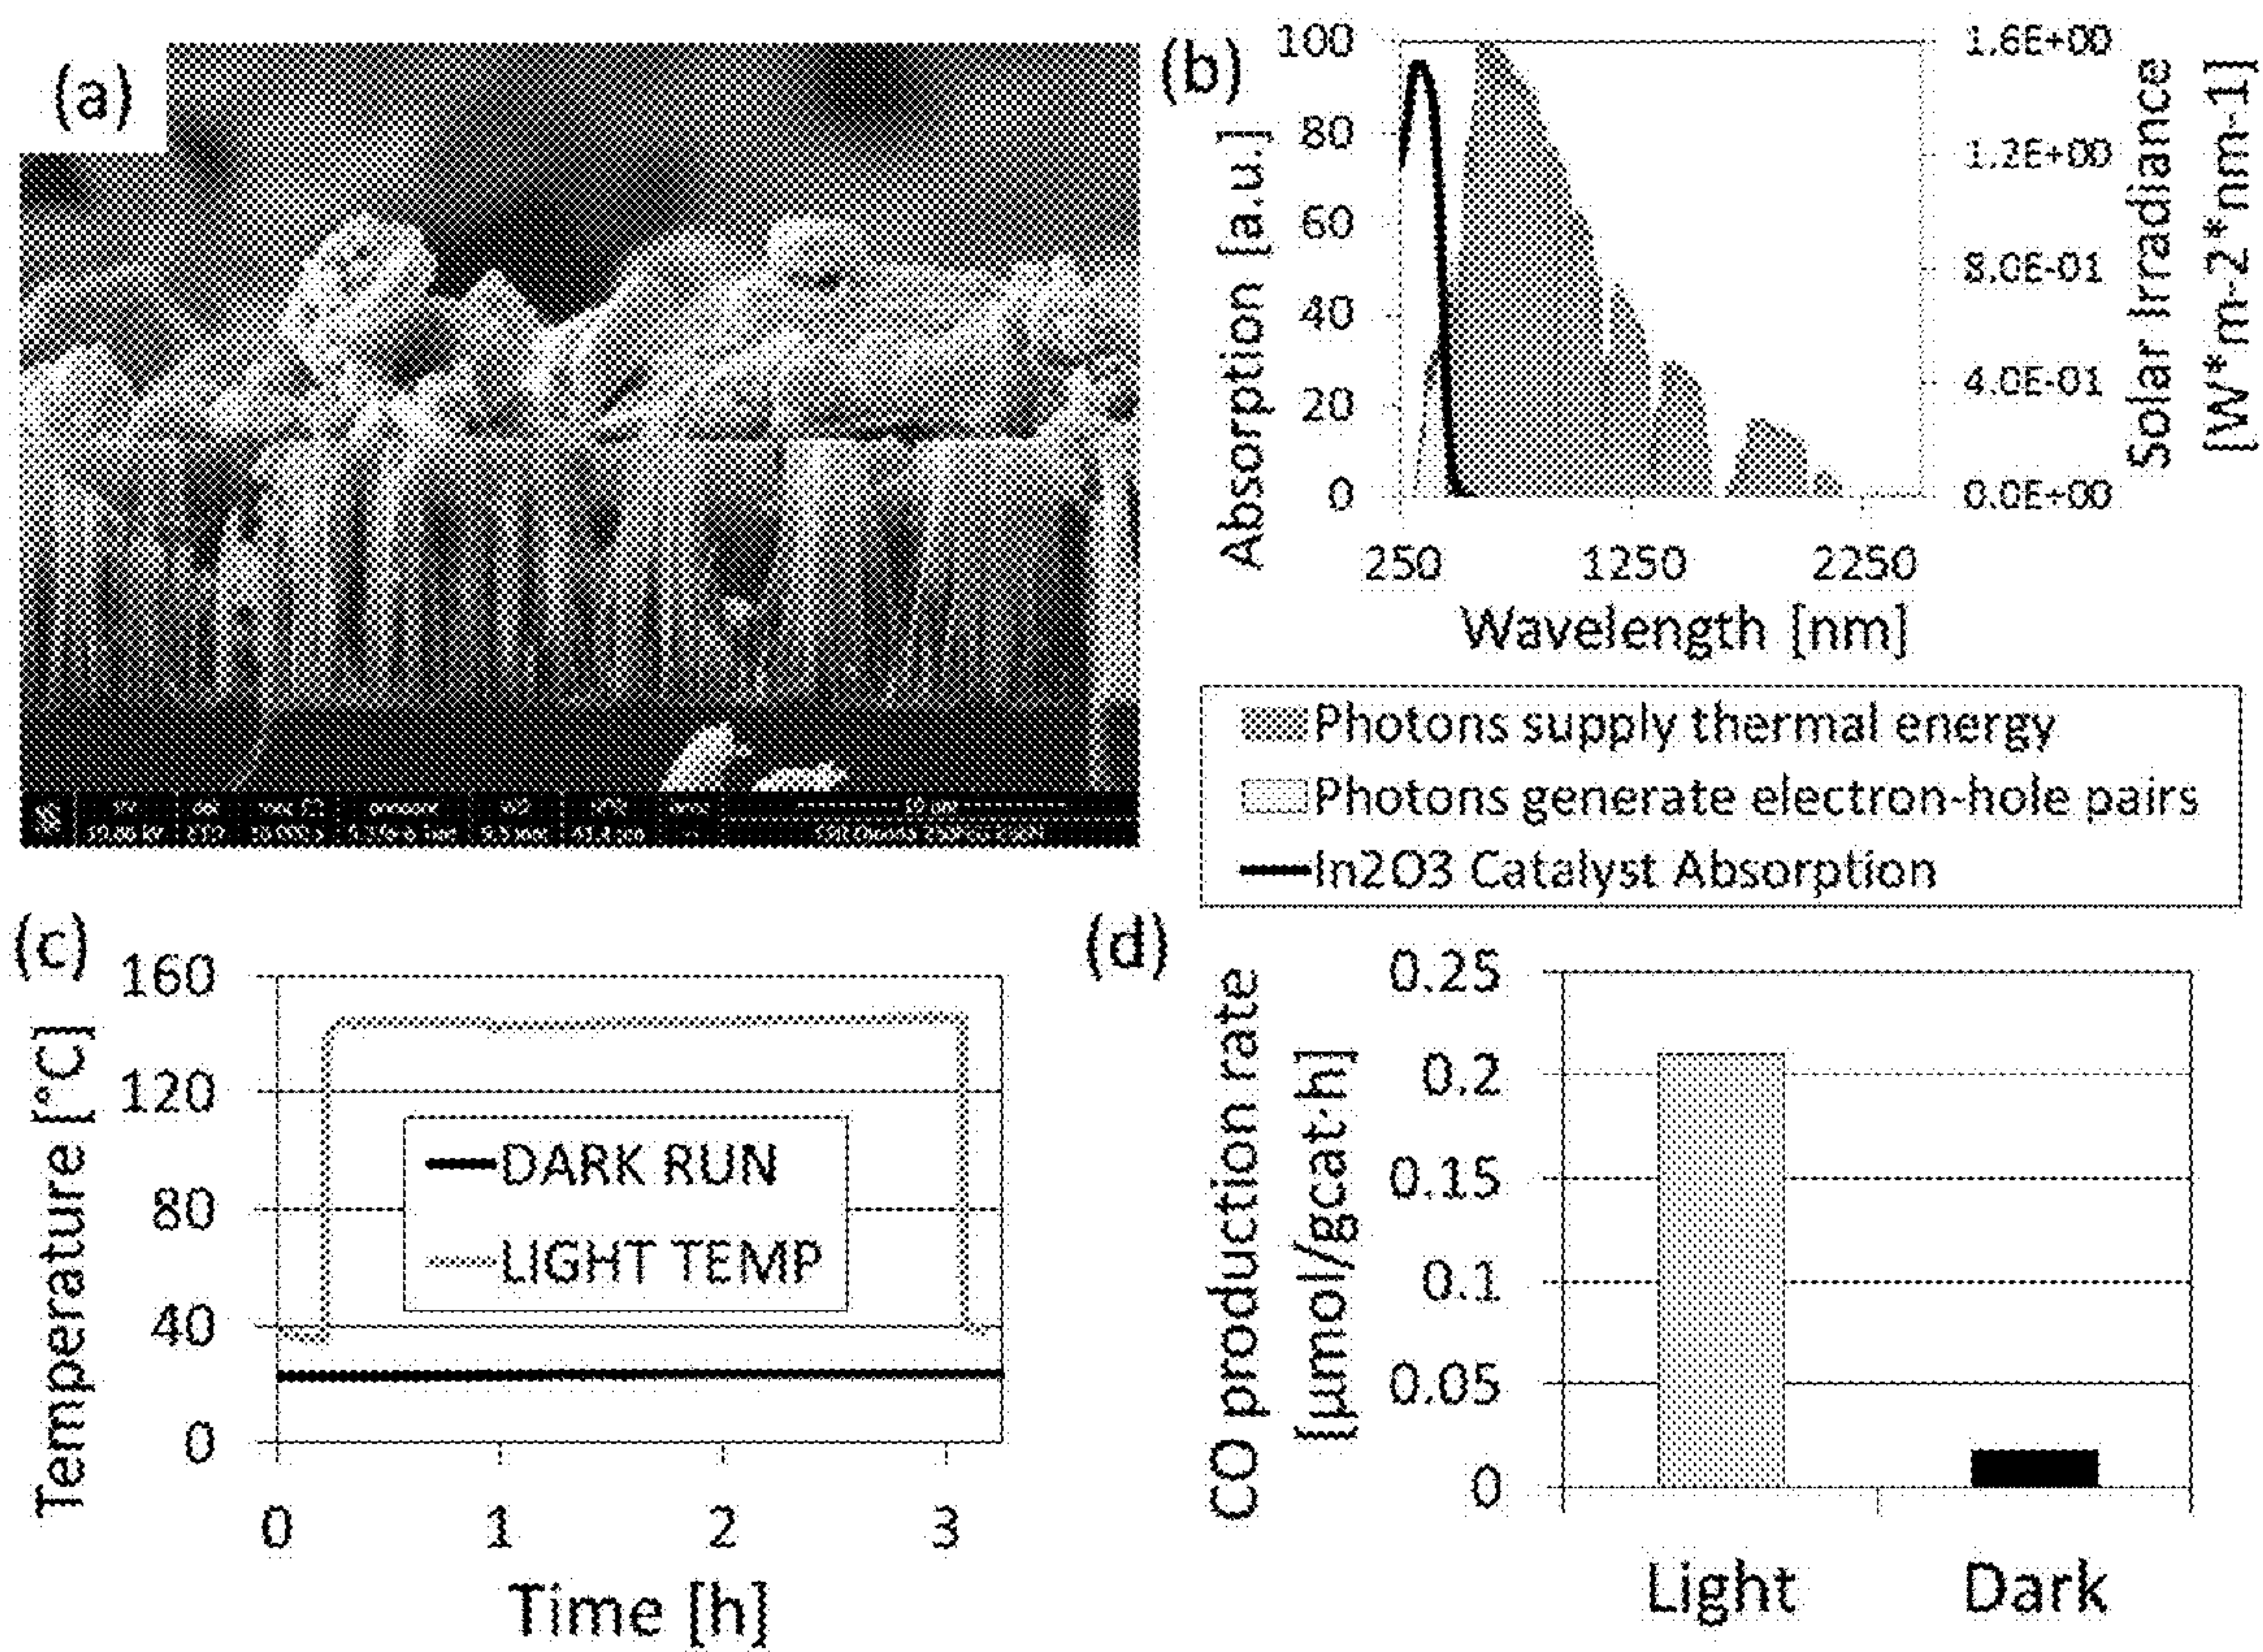 (a)
(b)
100
80
60
40
20
0
Absorption [a.u.]
1.6E+00
1.2E+00
8.0E-01
4.0E-01
0.0E+00
Solar Irradiance
[W*m-2*nm-1]
250 1250 2250
Wavelength [nm]
Photons supply thermal energy
Photons generate electron-hole pairs
In2O3 Catalyst Absorption
(c)
160
120
80
40
0
Temperature [°C]
DARK RUN
LIGHT TEMP
0 1 2 3
Time [h]
(d)
0.25
0.2
0.15
0.1
0.05
0
CO production rate
[μmol/gcat·h]
Light Dark